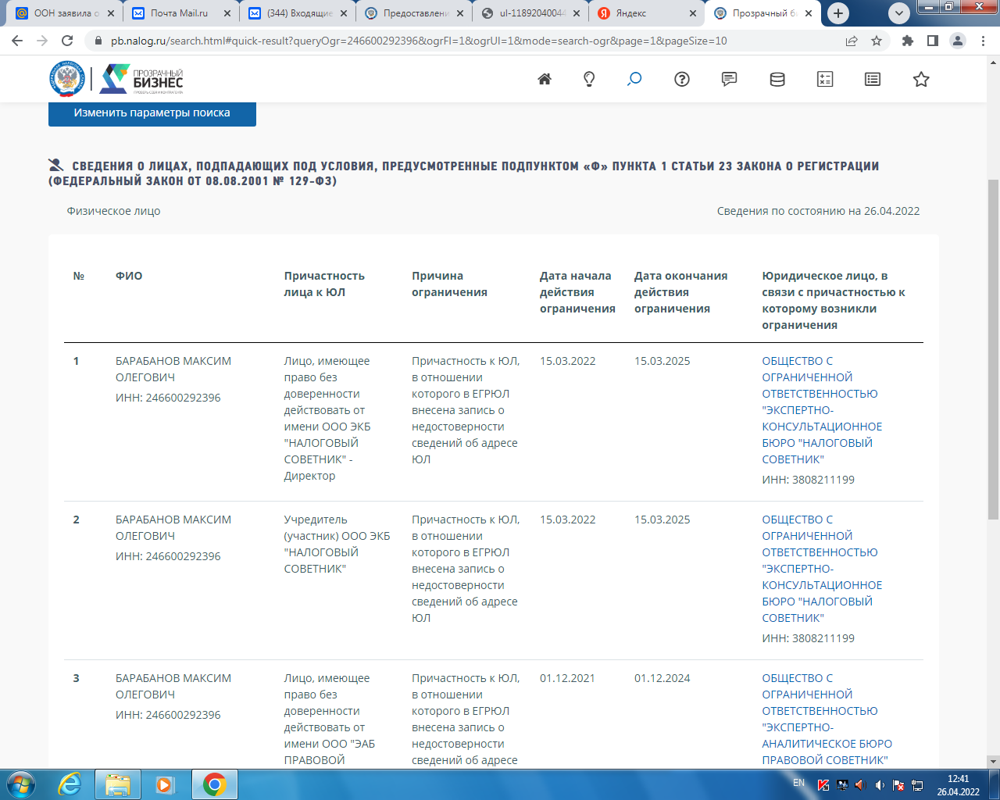 ООН заявила о
Почта Mail.ru
(344) Входящие
Предоставлени
ul-11892040044
Яндекс
Прозрачный б
pb.nalog.ru/search.html#quick-result?queryOgr=246600292396&ogrFl=1&ogrUl=1&mode=search-ogr&page=1&pageSize=10
ПРОЗРАЧНЫЙ
БИЗНЕС
Изменить параметры поиска
СВЕДЕНИЯ О ЛИЦАХ, ПОДПАДАЮЩИХ ПОД УСЛОВИЯ, ПРЕДУСМОТРЕННЫЕ ПОДПУНКТОМ «Ф» ПУНКТА 1 СТАТЬИ 23 ЗАКОНА О РЕГИСТРАЦИИ
(ФЕДЕРАЛЬНЫЙ ЗАКОН ОТ 08.08.2001 № 129-ФЗ)
Физическое лицо
Сведения по состоянию на 26.04.2022
№
ФИО
Причастность
лица к ЮЛ
Причина
ограничения
Дата начала
действия
ограничения
Дата окончания
действия
ограничения
Юридическое лицо, в
связи с причастностью к
которому возникли
ограничения
1
БАРАБАНОВ МАКСИМ
ОЛЕГОВИЧ
ИНН: 246600292396
Лицо, имеющее
право без
доверенности
действовать от
имени ООО ЭКБ
"НАЛОГОВЫЙ
СОВЕТНИК" -
Директор
Причастность к ЮЛ,
в отношении
которого в ЕГРЮЛ
внесена запись о
недостоверности
сведений об адресе
ЮЛ
15.03.2022
15.03.2025
ОБЩЕСТВО С
ОГРАНИЧЕННОЙ
ОТВЕТСТВЕННОСТЬЮ
"ЭКСПЕРТНО-
КОНСУЛЬТАЦИОННОЕ
БЮРО "НАЛОГОВЫЙ
СОВЕТНИК"
ИНН: 3808211199
2
БАРАБАНОВ МАКСИМ
ОЛЕГОВИЧ
ИНН: 246600292396
Учредитель
(участник) ООО ЭКБ
"НАЛОГОВЫЙ
СОВЕТНИК"
Причастность к ЮЛ,
в отношении
которого в ЕГРЮЛ
внесена запись о
недостоверности
сведений об адресе
ЮЛ
15.03.2022
15.03.2025
ОБЩЕСТВО С
ОГРАНИЧЕННОЙ
ОТВЕТСТВЕННОСТЬЮ
"ЭКСПЕРТНО-
КОНСУЛЬТАЦИОННОЕ
БЮРО "НАЛОГОВЫЙ
СОВЕТНИК"
ИНН: 3808211199
3
БАРАБАНОВ МАКСИМ
ОЛЕГОВИЧ
ИНН: 246600292396
Лицо, имеющее
право без
доверенности
действовать от
имени ООО "ЭАБ
ПРАВОВОЙ
Причастность к ЮЛ,
в отношении
которого в ЕГРЮЛ
внесена запись о
недостоверности
сведений об адресе
01.12.2021
01.12.2024
ОБЩЕСТВО С
ОГРАНИЧЕННОЙ
ОТВЕТСТВЕННОСТЬЮ
"ЭКСПЕРТНО-
АНАЛИТИЧЕСКОЕ БЮРО
ПРАВОВОЙ СОВЕТНИК"
EN
12:41
26.04.2022